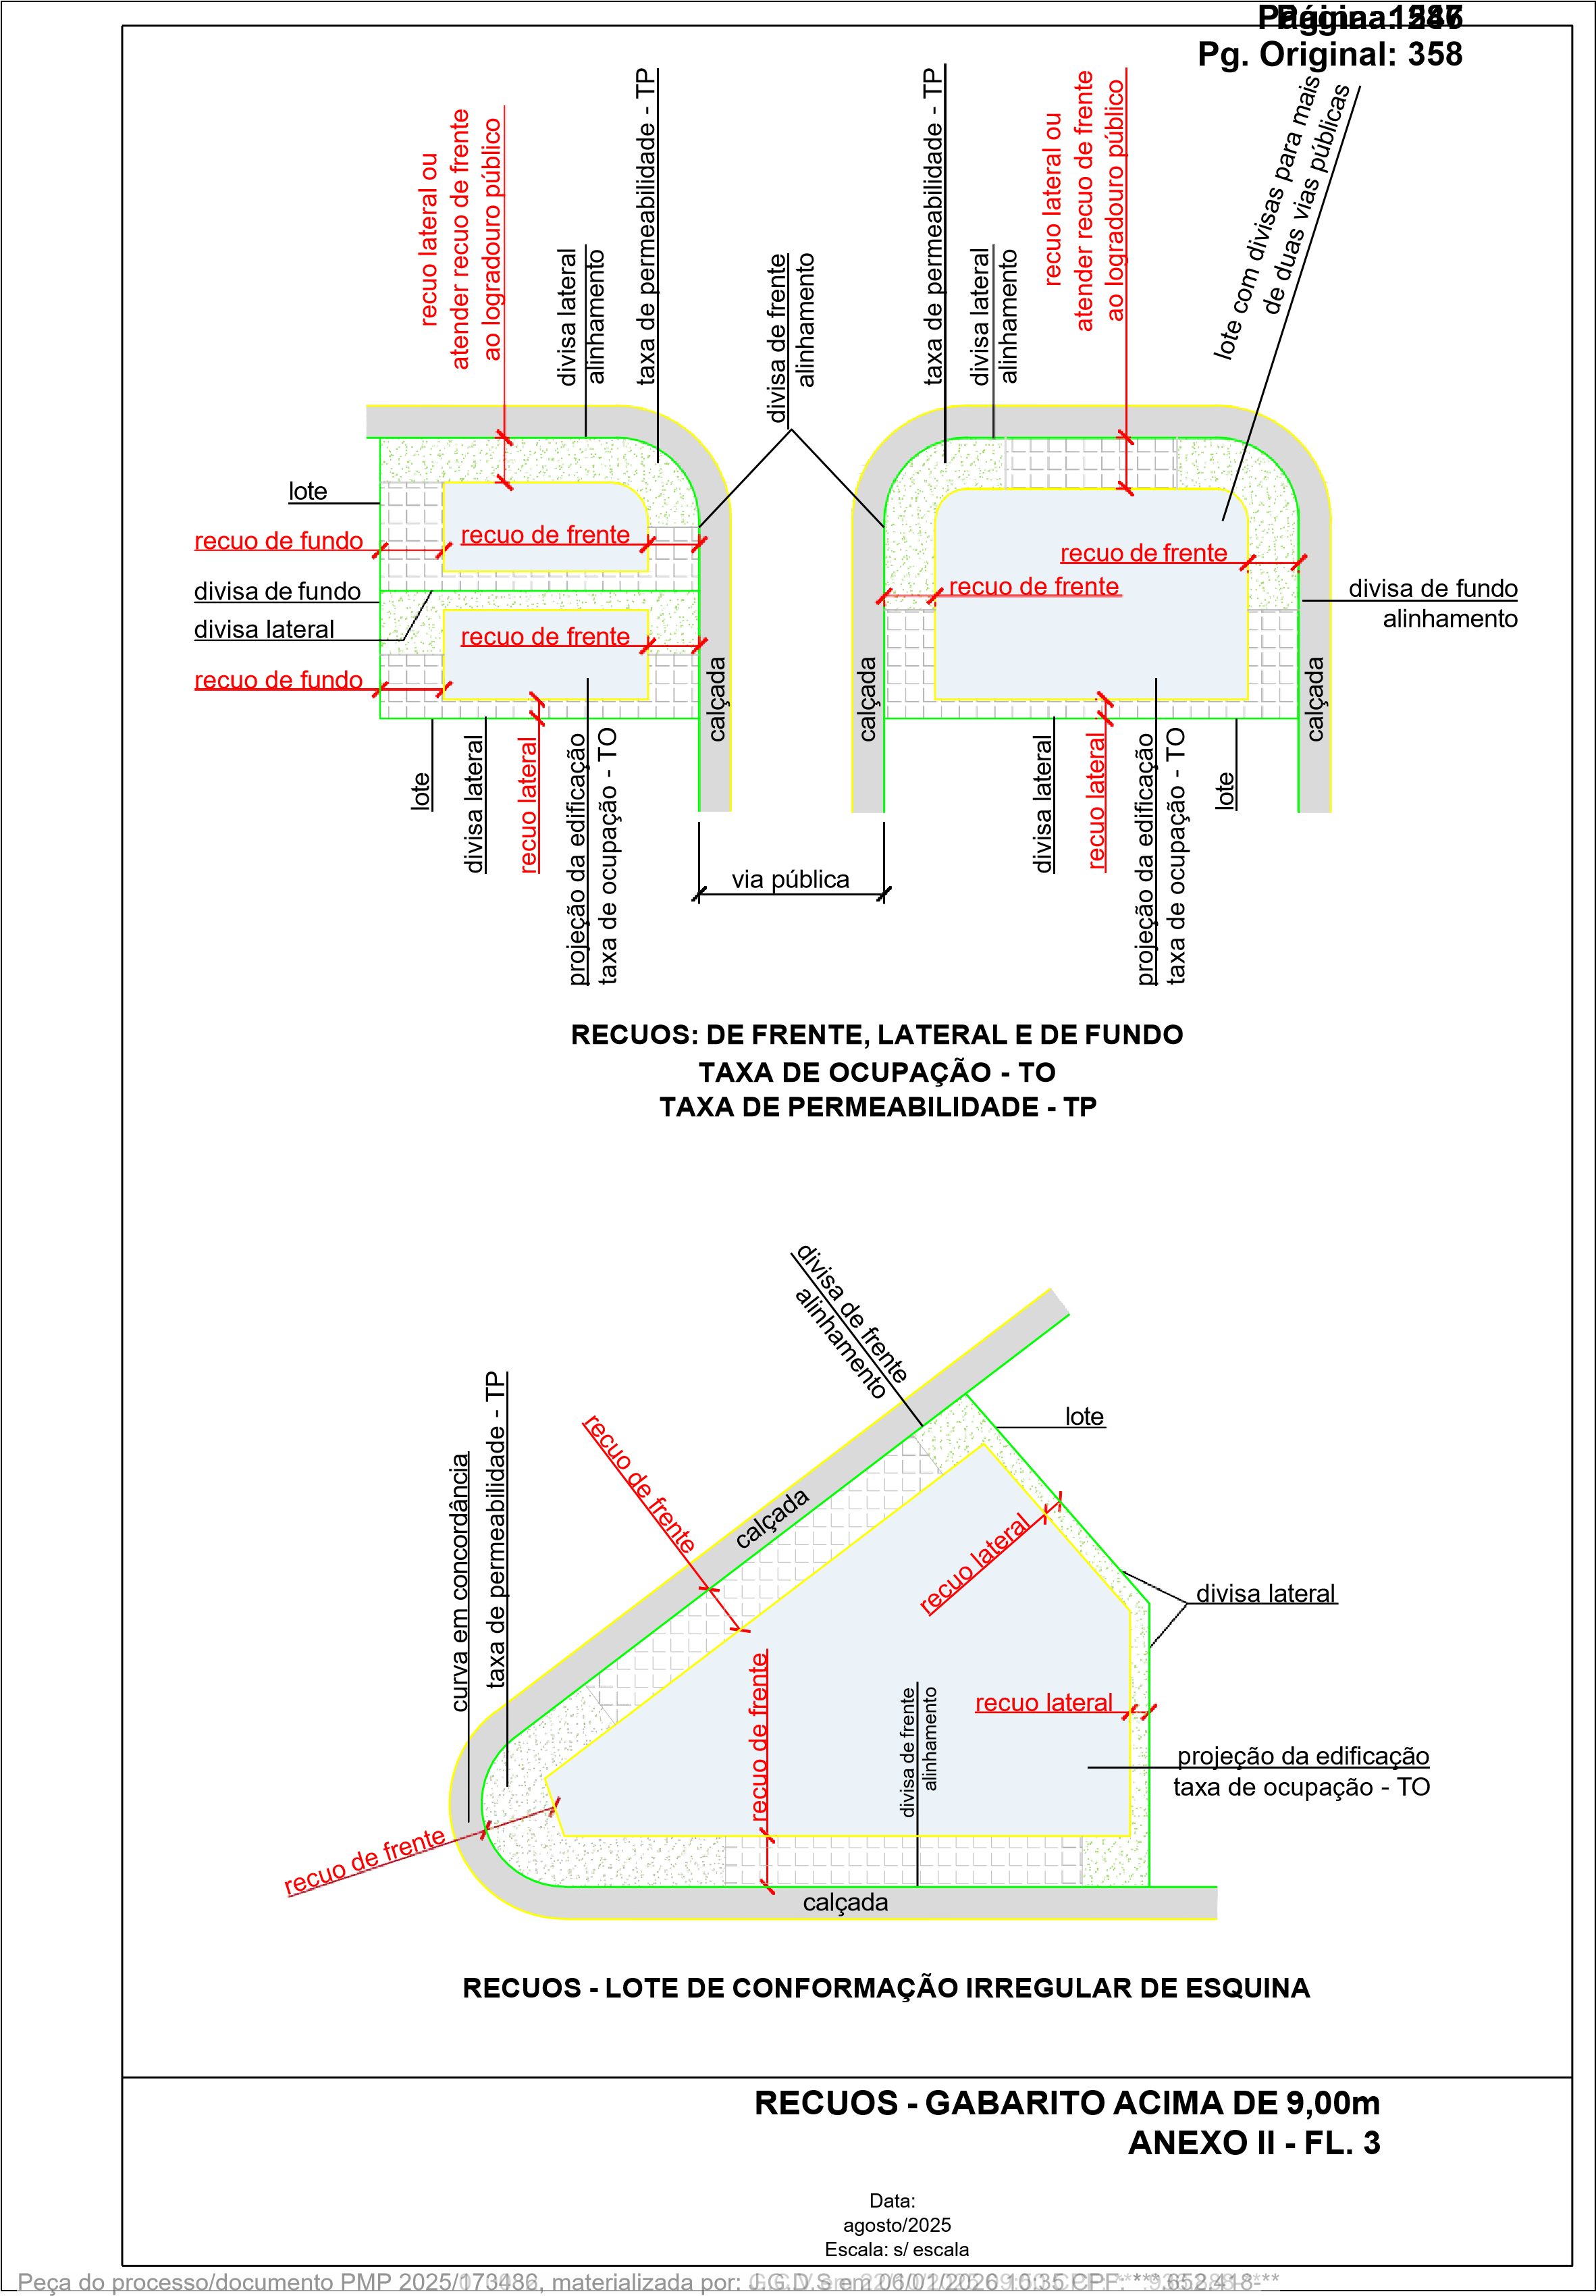 Pg. Original: 358
recuo lateral ou
atender recuo de frente
ao logradouro público
divisa lateral
alinhamento
taxa de permeabilidade - TP
divisa de frente
alinhamento
taxa de permeabilidade - TP
divisa lateral
alinhamento
recuo lateral ou
atender recuo de frente
ao logradouro público
lote com divisas para mais
de duas vias públicas
lote
recuo de fundo
recuo de frente
divisa de fundo
divisa lateral
recuo de frente
recuo de fundo
calçada
lote
divisa lateral
recuo lateral
projeção da edificação
taxa de ocupação - TO
via pública
recuo de frente
recuo de frente
divisa de fundo
alinhamento
calçada
calçada
divisa lateral
recuo lateral
projeção da edificação
taxa de ocupação - TO
lote
RECUOS: DE FRENTE, LATERAL E DE FUNDO
TAXA DE OCUPAÇÃO - TO
TAXA DE PERMEABILIDADE - TP
divisa de frente
alinhamento
lote
curva em concordância
taxa de permeabilidade - TP
recuo de frente
calçada
recuo lateral
divisa lateral
recuo de frente
divisa de frente
alinhamento
recuo lateral
projeção da edificação
taxa de ocupação - TO
recuo de frente
calçada
RECUOS - LOTE DE CONFORMAÇÃO IRREGULAR DE ESQUINA
RECUOS - GABARITO ACIMA DE 9,00m
ANEXO II - FL. 3
Data:
agosto/2025
Escala: s/ escala
Peça do processo/documento PMP materializada por: